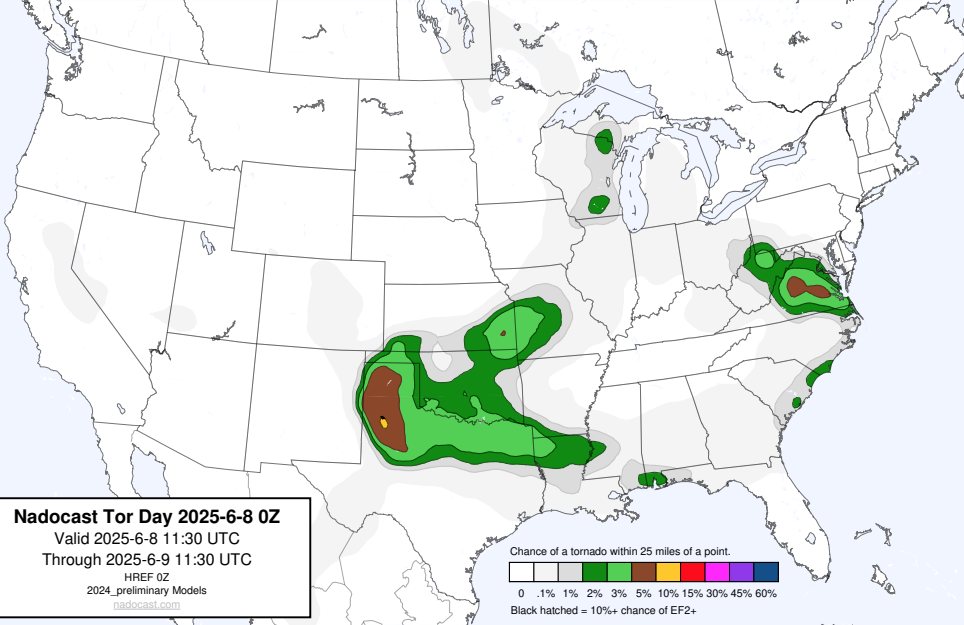 Nadocast Tor Day 2025-6-8 0Z
Valid 2025-6-8 11:30 UTC
Through 2025-6-9 11:30 UTC
HREF 0Z
2024_preliminary Models
nadocast.com
Chance of a tornado within 25 miles of a point.
0 .1% 1% 2% 3% 5% 10% 15% 30% 45% 60%
Black hatched = 10%+ chance of EF2+